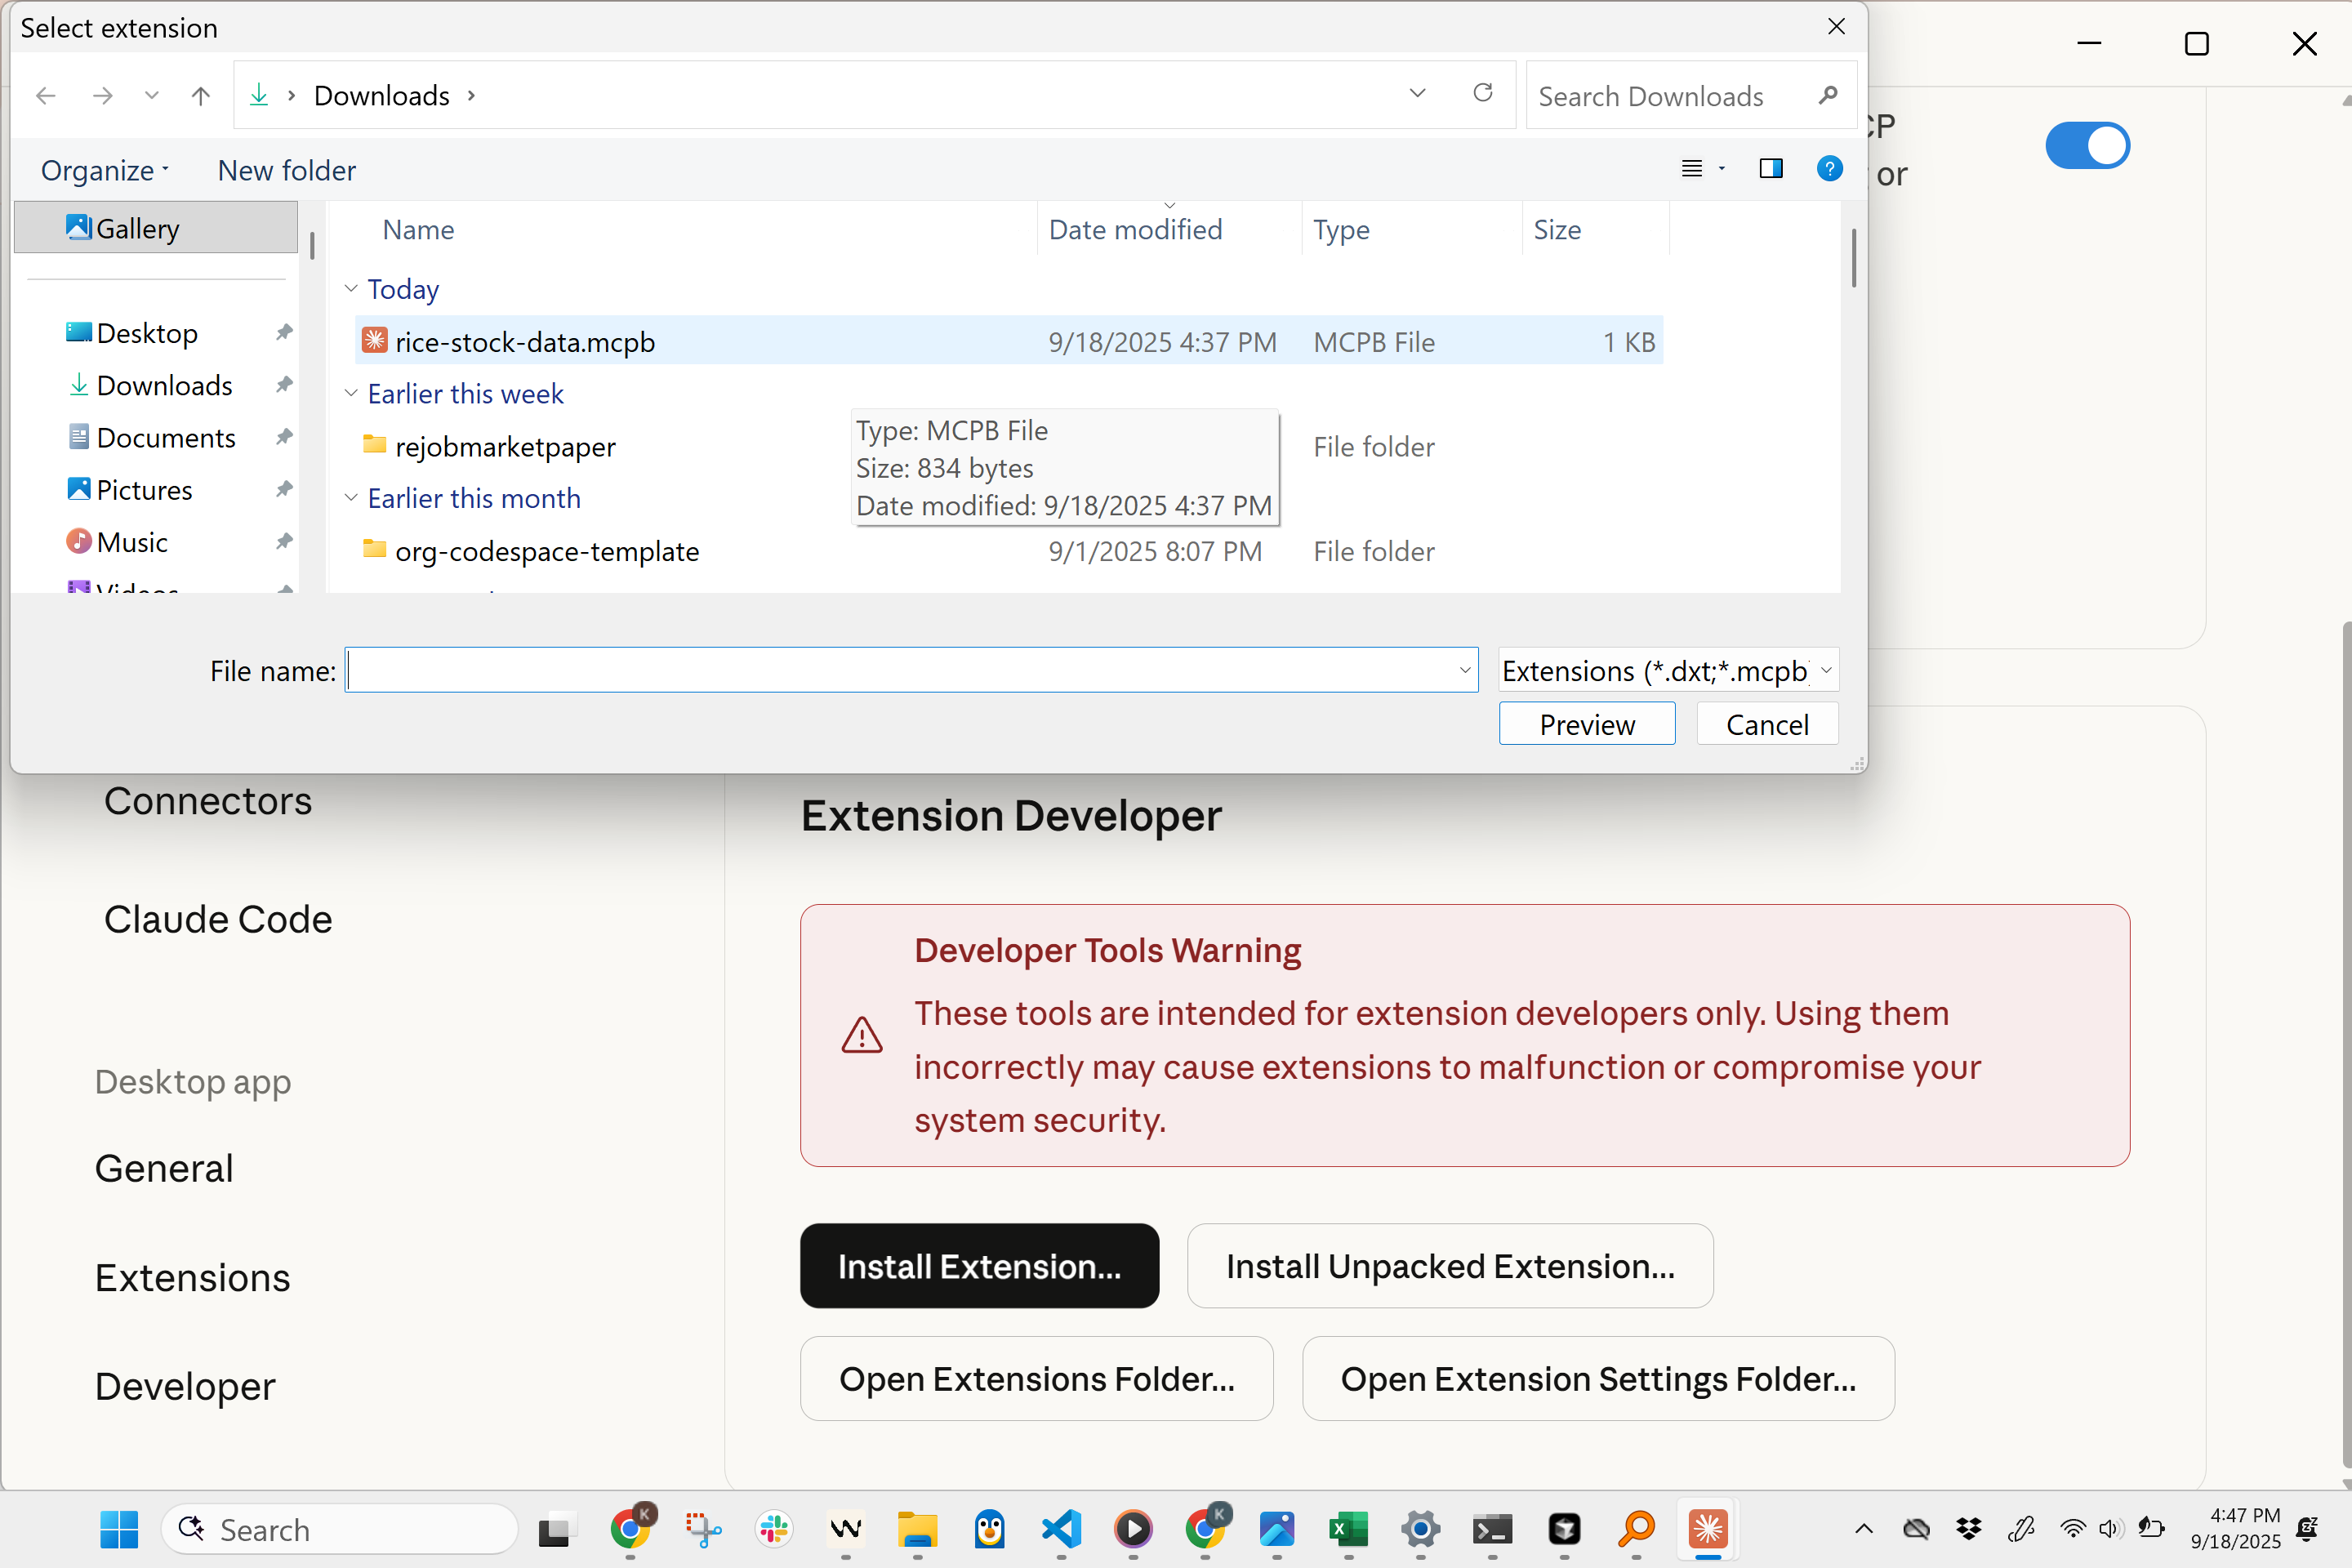 Select extension
Downloads
Search Downloads
CP
or
Organize
New folder
Gallery
Name
Date modified
Type
Size
Today
rice-stock-data.mcpb
9/18/2025 4:37 PM
MCPB File
1 KB
Earlier this week
rejobmarketpaper
File folder
Type: MCPB File
Size: 834 bytes
Date modified: 9/18/2025 4:37 PM
Earlier this month
org-codespace-template
9/1/2025 8:07 PM
File folder
Desktop
Downloads
Documents
Pictures
Music
Videos
File name:
Extensions (*.dxt;*.mcpb)
Preview
Cancel
Connectors
Claude Code
Desktop app
General
Extensions
Developer
Extension Developer
Developer Tools Warning
These tools are intended for extension developers only. Using them
incorrectly may cause extensions to malfunction or compromise your
system security.
Install Extension...
Install Unpacked Extension...
Open Extensions Folder...
Open Extension Settings Folder...
Search
K
K
4:47 PM
9/18/2025